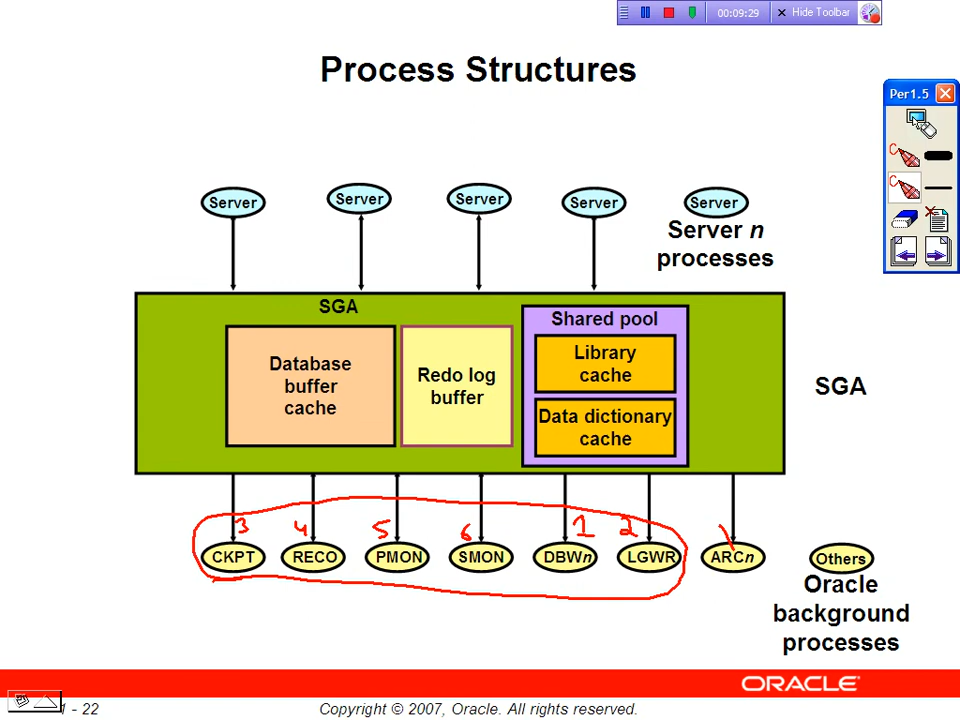 00:09:29 Hide Toolbar
Process Structures
Per1.5
Server Server Server Server Server
Server n
processes
SGA
Shared pool
Database
buffer
cache
Redo log
buffer
Library
cache
Data dictionary
cache
SGA
3 4 5 6 1 2
CKPT RECO PMON SMON DBWn LGWR ARCn Others
Oracle
background
processes
ORACLE
1 - 22 Copyright © 2007, Oracle. All rights reserved.